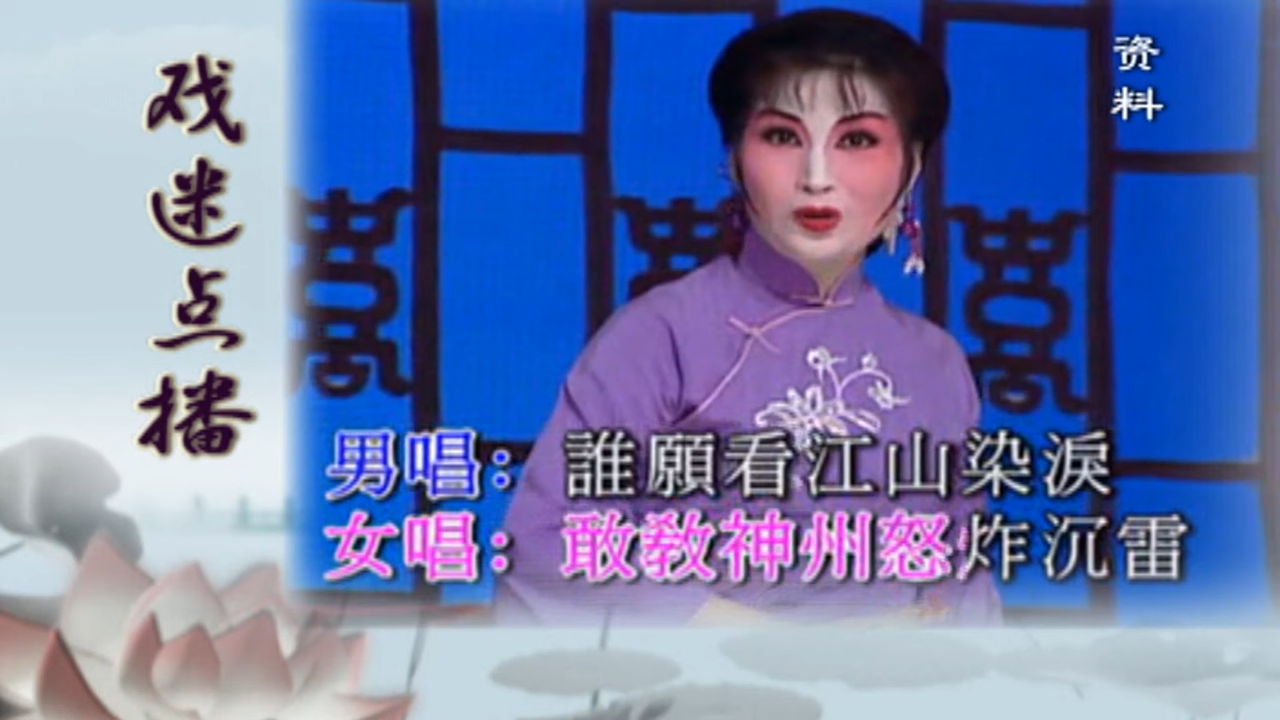 戏迷点播
资料
男唱：誰願看江山染淚
女唱：敢教神州怒炸沉雷